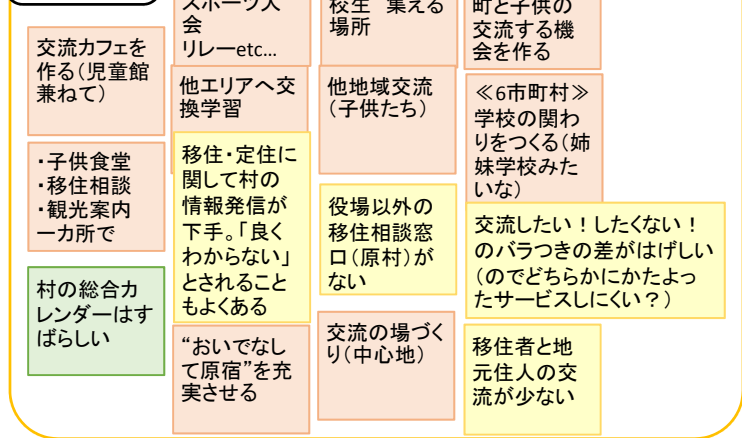 スポーツ大
会
リレーetc...
校生　集える
場所
町と子供の
交流する機
会を作る
交流カフェを
作る（児童館
兼ねて）
他エリアへ交
換学習
他地域交流
（子供たち）
≪6市町村≫
学校の関わ
りをつくる（姉
妹学校みた
いな）
・子供食堂
・移住相談
・観光案内
一カ所で
移住・定住に
関して村の
情報発信が
下手。「良く
わからない」
とされること
もよくある
役場以外の
移住相談窓
口（原村）が
ない
交流したい！したくない！
のバラつきの差がはげしい
（のでどちらかにかたよっ
たサービスしにくい？）
村の総合カ
レンダーはす
ばらしい
“おいでなし
て原宿”を充
実させる
交流の場づく
り（中心地）
移住者と地
元住人の交
流が少ない